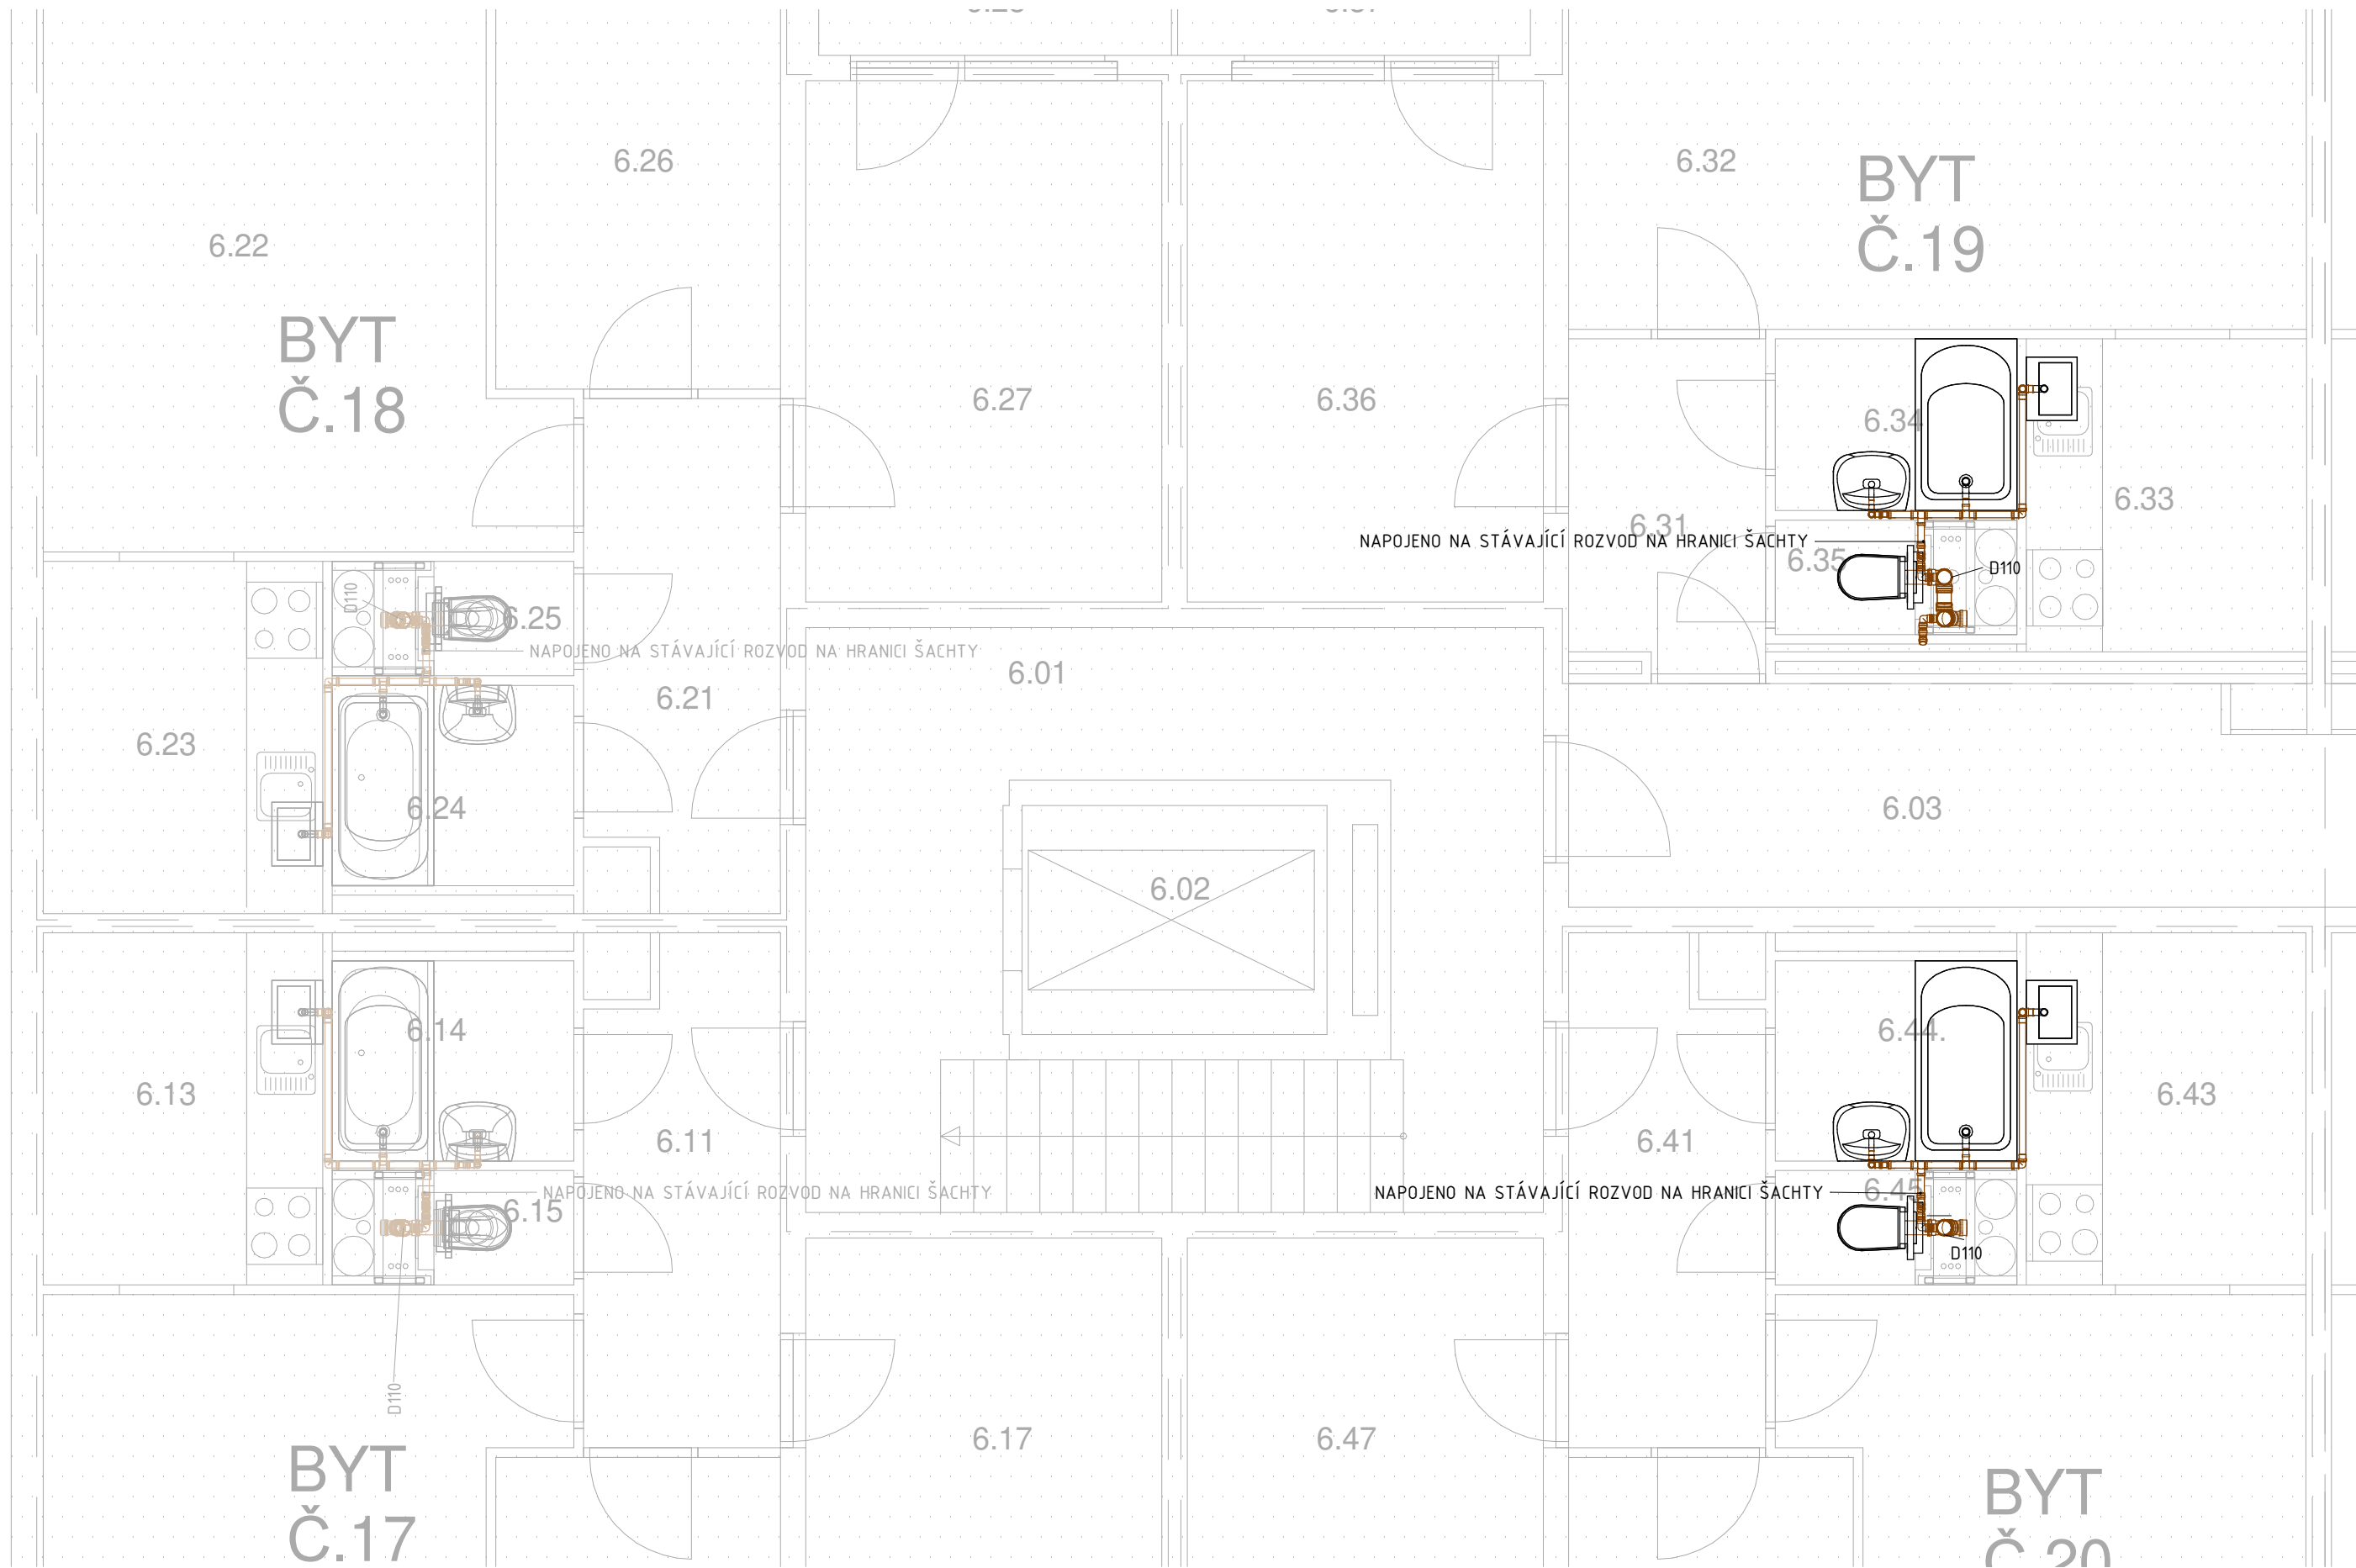 6.26
6.32
BYT
Č.19
6.22
BYT
Č.18
6.27
6.36
6.34
6.33
6.31
NAPOJENO NA STÁVAJÍCÍ ROZVOD NA HRANICI ŠACHTY
6.35
D110
D110
6.25
NAPOJENO NA STÁVAJÍCÍ ROZVOD NA HRANICI ŠACHTY
6.01
6.21
6.23
6.24
6.03
6.02
6.14
6.44.
6.13
6.43
6.11
6.41
NAPOJENO NA STÁVAJÍCÍ ROZVOD NA HRANICI ŠACHTY
6.15
NAPOJENO NA STÁVAJÍCÍ ROZVOD NA HRANICI ŠACHTY
6.45
D110
D110
6.17
6.47
BYT
Č.17
BYT
Č.20